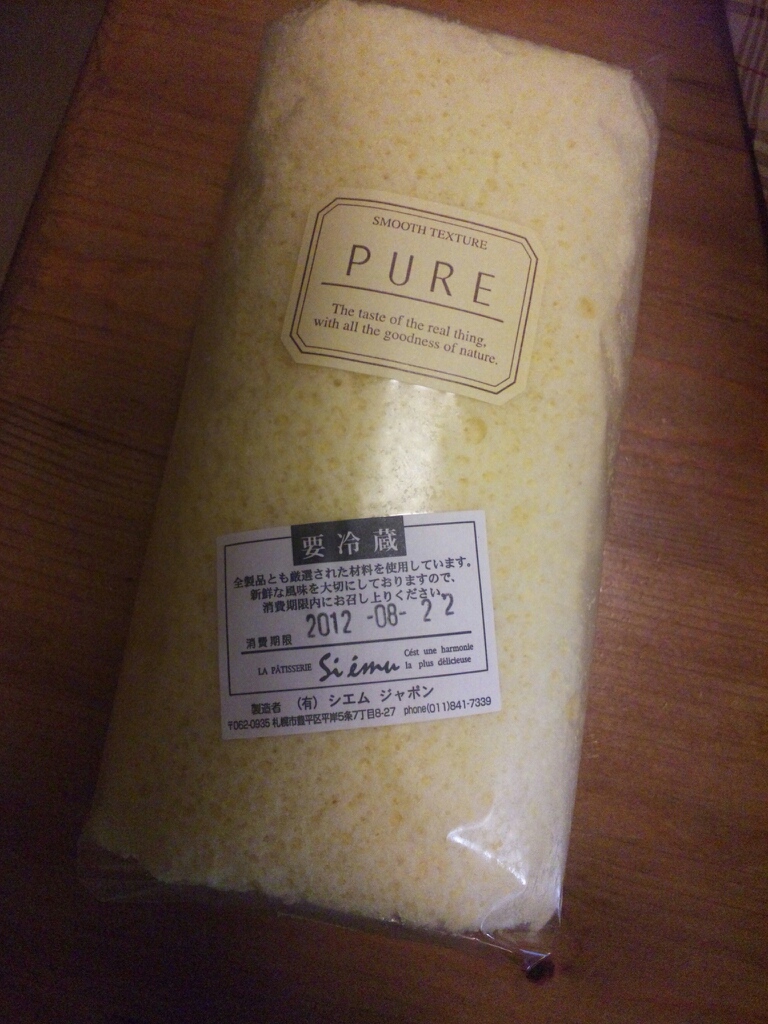 SMOOTH TEXTURE
PURE
The taste of the real thing,
with all the goodness of nature.
要冷蔵
全製品とも厳選された材料を使用しています。
新鮮な風味を大切にしておりますので、
消費期限内にお召し上りください。
消費期限 2012 -08- 22
LA PÂTISSERIE Si ému Cést une harmonie
la plus délicieuse
製造者 (有) シエム ジャポン
〒062-0935 札幌市豊平区平岸5条7丁目8-27 phone(011)841-7339